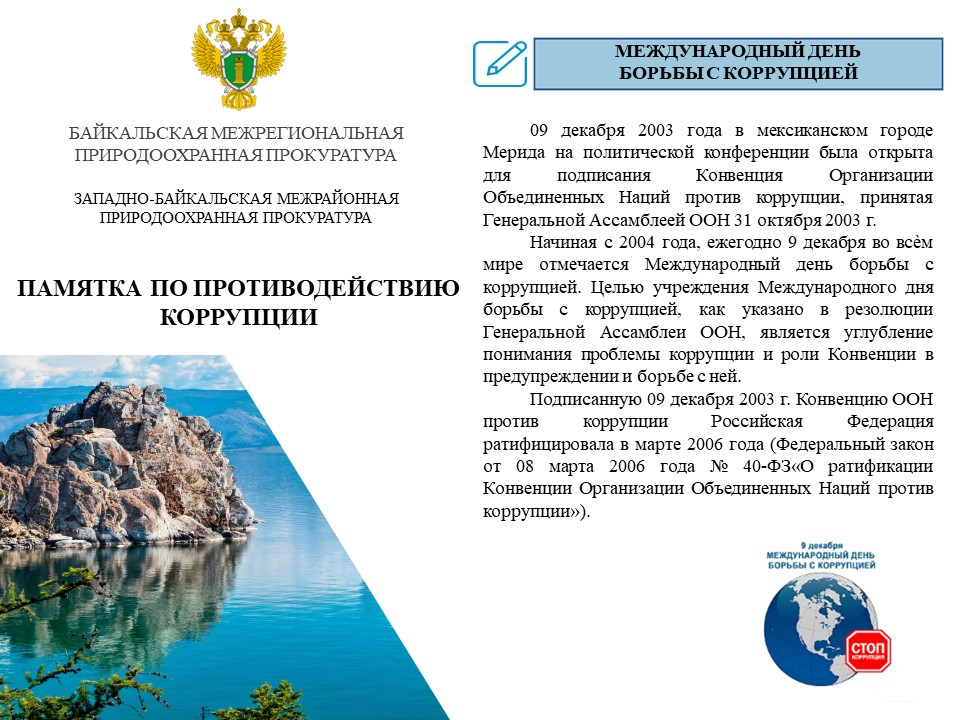 БАЙКАЛЬСКАЯ МЕЖРЕГИОНАЛЬНАЯ
ПРИРОДООХРАННАЯ ПРОКУРАТУРА
ЗАПАДНО-БАЙКАЛЬСКАЯ МЕЖРАЙОННАЯ
ПРИРОДООХРАННАЯ ПРОКУРАТУРА
ПАМЯТКА ПО ПРОТИВОДЕЙСТВИЮ
КОРРУПЦИИ
МЕЖДУНАРОДНЫЙ ДЕНЬ
БОРЬБЫ С КОРРУПЦИЕЙ
09 декабря 2003 года в мексиканском городе
Мерида на политической конференции была открыта
для подписания Конвенция Организации
Объединенных Наций против коррупции, принятая
Генеральной Ассамблеей ООН 31 октября 2003 г.
Начиная с 2004 года, ежегодно 9 декабря во всѐм
мире отмечается Международный день борьбы с
коррупцией. Целью учреждения Международного дня
борьбы с коррупцией, как указано в резолюции
Генеральной Ассамблеи ООН, является углубление
понимания проблемы коррупции и роли Конвенции в
предупреждении и борьбе с ней.
Подписанную 09 декабря 2003 г. Конвенцию ООН
против коррупции Российская Федерация
ратифицировала в марте 2006 года (Федеральный закон
от 08 марта 2006 года № 40-ФЗ«О ратификации
Конвенции Организации Объединенных Наций против
коррупции»).
9 декабря
МЕЖДУНАРОДНЫЙ ДЕНЬ
БОРЬБЫ С КОРРУПЦИЕЙ
СТОП
КОРРУПЦИЯ